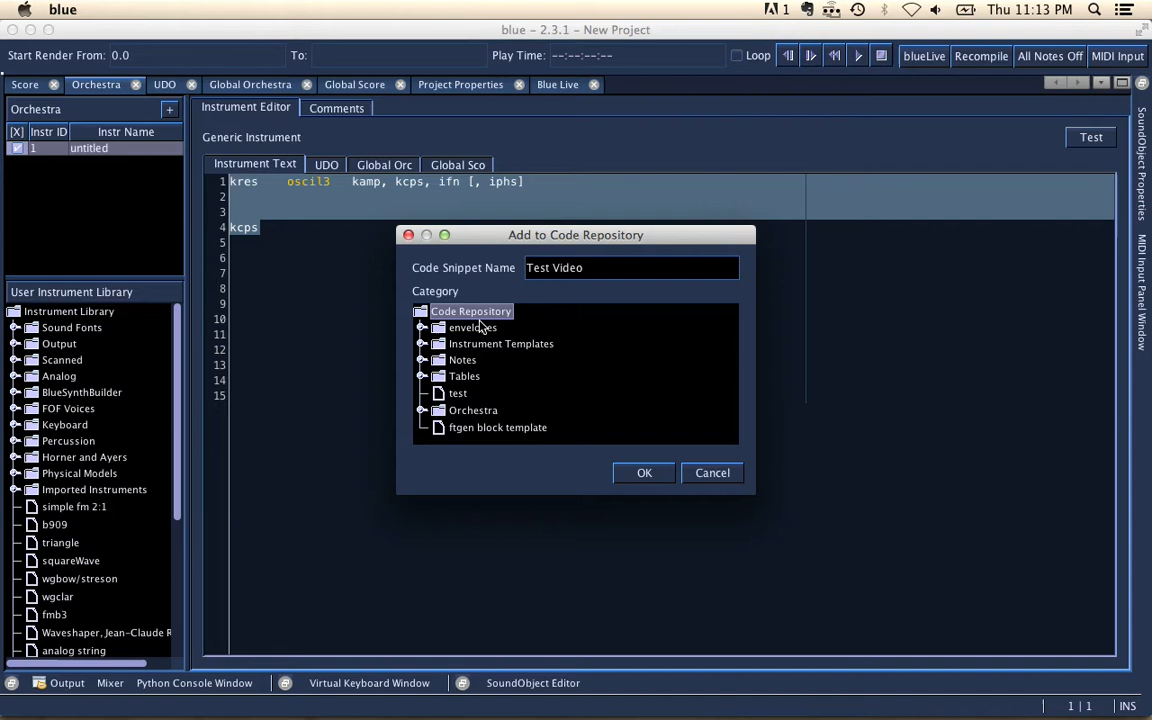 blue
1
Thu 11:13 PM
blue - 2.3.1 - New Project
Start Render From: 0.0 To: Play Time: --:--:--:-- Loop blueLive Recompile All Notes Off MIDI Input
Score Orchestra UDO Global Orchestra Global Score Project Properties Blue Live
Orchestra +
[X] Instr ID Instr Name
1 untitled
Instrument Editor Comments
Generic Instrument Test
Instrument Text UDO Global Orc Global Sco
1 kres oscil3 kamp, kcps, ifn [, iphs]
2
3
4 kcps
5
6
7
8
9
10
11
12
13
14
15
Add to Code Repository
Code Snippet Name Test Video
Category
Code Repository
envelopes
Instrument Templates
Notes
Tables
test
Orchestra
ftgen block template
OK Cancel
User Instrument Library
Instrument Library
Sound Fonts
Output
Scanned
Analog
BlueSynthBuilder
FOF Voices
Keyboard
Percussion
Horner and Ayers
Physical Models
Imported Instruments
simple fm 2:1
b909
triangle
squareWave
wgbow/streson
wgclar
fmb3
Waveshaper, Jean-Claude R
analog string
SoundObject Properties
MIDI Input Panel Window
Output Mixer Python Console Window Virtual Keyboard Window SoundObject Editor
1 | 1 INS